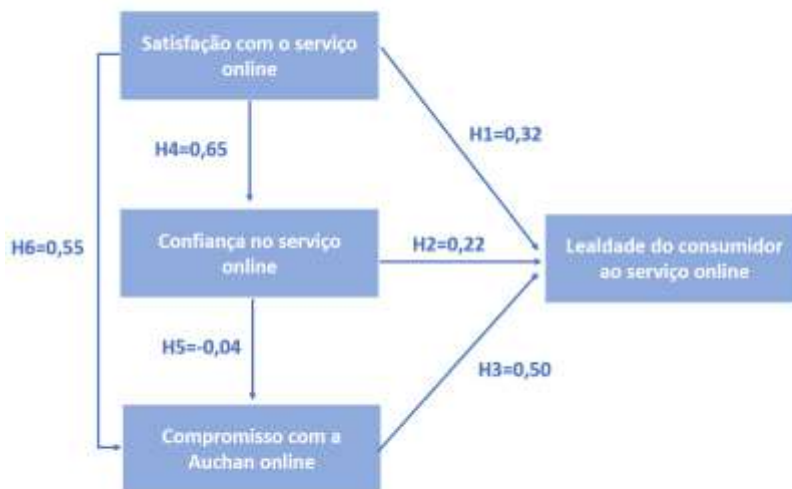 Satisfação com o serviço
online
H1=0,32
H4=0,65
Confiança no serviço
online
H6=0,55
H2=0,22
Lealdade do consumidor
ao serviço online
H5=-0,04
H3=0,50
Compromisso com a
Auchan online